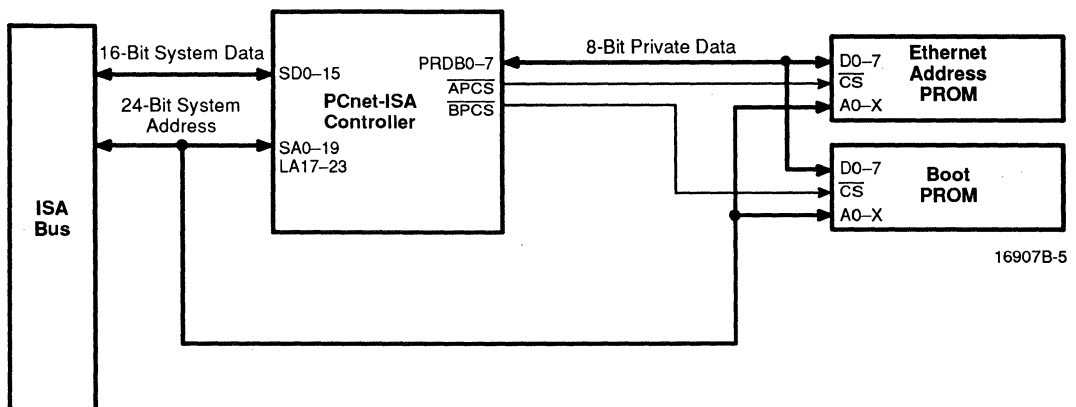 16-Bit System Data
24-Bit System
Address
ISA
Bus
SD0–15
SA0–19
LA17–23
PCnet-ISA
Controller
PRDB0–7
APCS
BPCS
8-Bit Private Data
D0–7
CS
A0–X
Ethernet
Address
PROM
D0–7
CS
A0–X
Boot
PROM
16907B-5